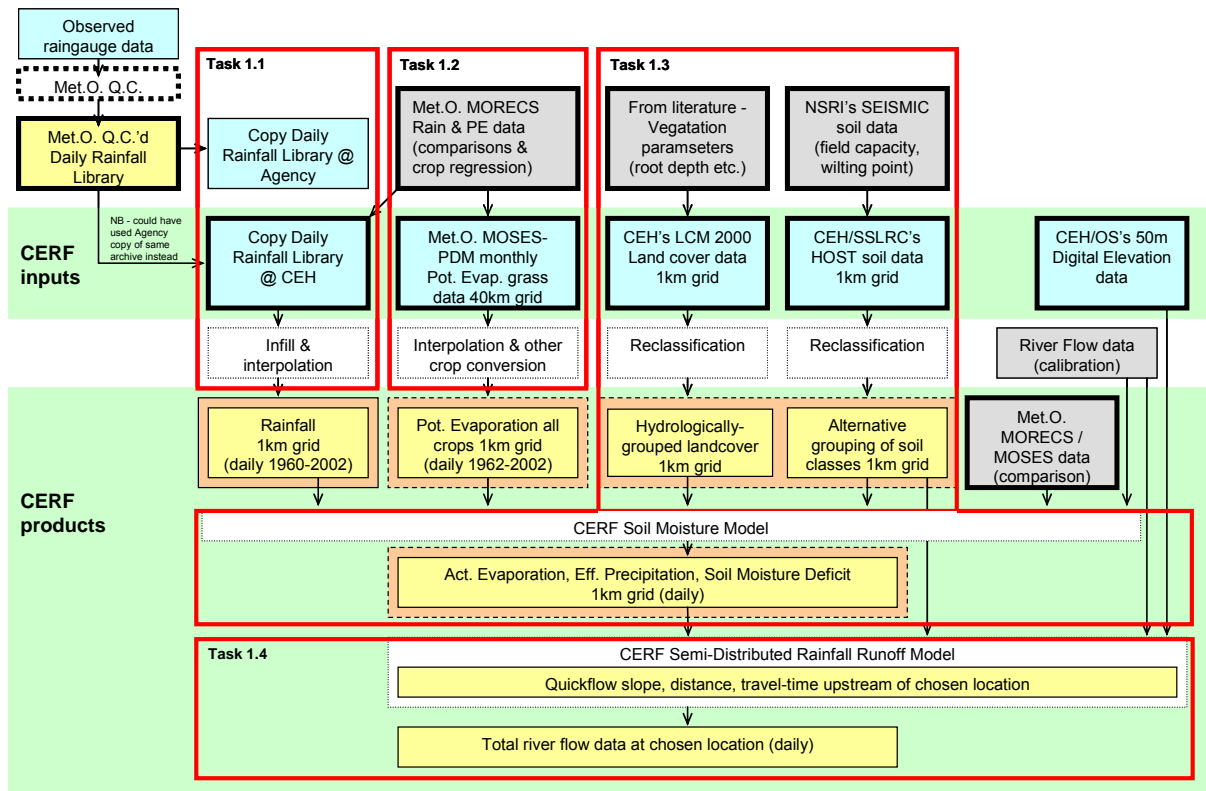 Observed
raingauge data
Met.O. Q.C.
Met.O. Q.C.'d
Daily Rainfall
Library
Task 1.1
Copy Daily
Rainfall Library @
Agency
Task 1.2
Met.O. MORECS
Rain & PE data
(comparisons &
crop regression)
Task 1.3
From literature -
Vegatation
paramseters
(root depth etc.)
NSRI's SEISMIC
soil data
(field capacity,
wilting point)
CERF
inputs
NB - could have
used Agency
copy of same
archive instead
Copy Daily
Rainfall Library
@ CEH
Met.O. MOSES-
PDM monthly
Pot. Evap. grass
data 40km grid
CEH's LCM 2000
Land cover data
1km grid
CEH/SSLRC's
HOST soil data
1km grid
CEH/OS's 50m
Digital Elevation
data
Infill &
interpolation
Interpolation & other
crop conversion
Reclassification
Reclassification
River Flow data
(calibration)
CERF
products
Rainfall
1km grid
(daily 1960-2002)
Pot. Evaporation all
crops 1km grid
(daily 1962-2002)
Hydrologically-
grouped landcover
1km grid
Alternative
grouping of soil
classes 1km grid
Met.O.
MORECS /
MOSES data
(comparison)
CERF Soil Moisture Model
Act. Evaporation, Eff. Precipitation, Soil Moisture Deficit
1km grid (daily)
Task 1.4
CERF Semi-Distributed Rainfall Runoff Model
Quickflow slope, distance, travel-time upstream of chosen location
Total river flow data at chosen location (daily)